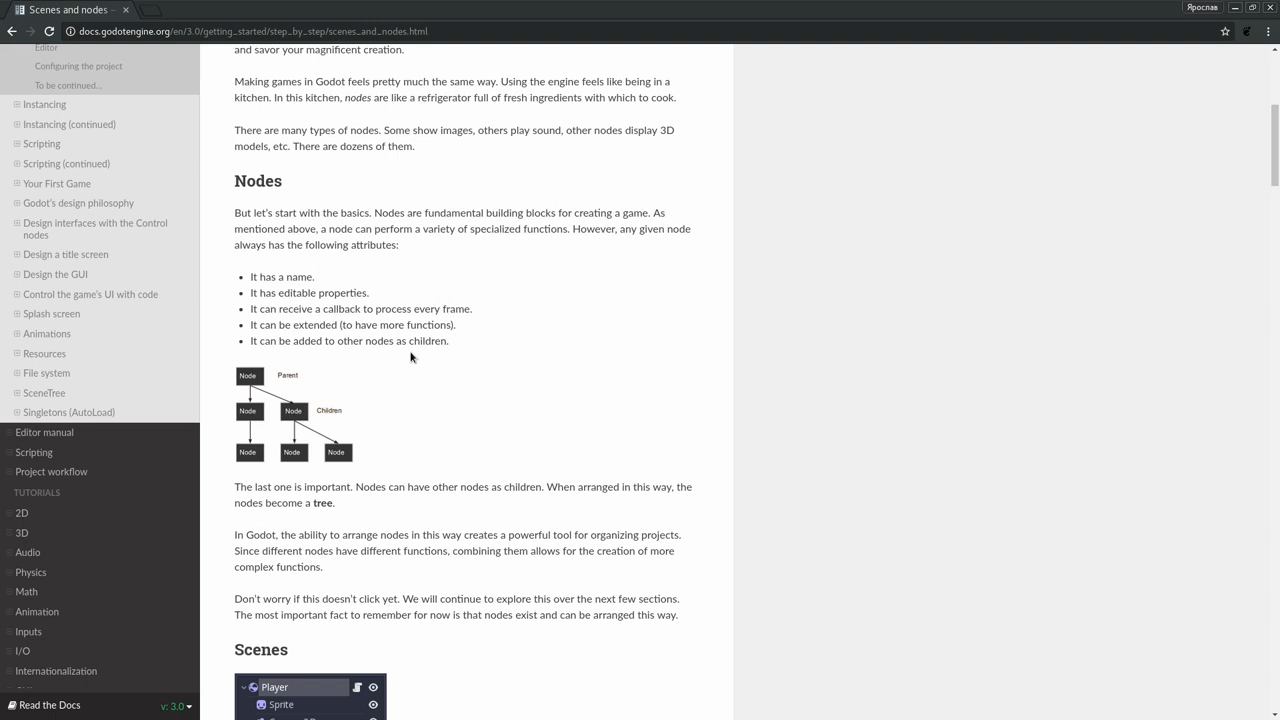 Scenes and nodes —
Ярослав
docs.godotengine.org/en/3.0/getting_started/step_by_step/scenes_and_nodes.html
Editor
Configuring the project
To be continued...
Instancing
Instancing (continued)
Scripting
Scripting (continued)
Your First Game
Godot's design philosophy
Design interfaces with the Control
nodes
Design a title screen
Design the GUI
Control the game's UI with code
Splash screen
Animations
Resources
File system
SceneTree
Singletons (AutoLoad)
Editor manual
Scripting
Project workflow
TUTORIALS
2D
3D
Audio
Physics
Math
Animation
Inputs
I/O
Internationalization
Read the Docs
v: 3.0
and savor your magnificent creation.
Making games in Godot feels pretty much the same way. Using the engine feels like being in a
kitchen. In this kitchen, nodes are like a refrigerator full of fresh ingredients with which to cook.
There are many types of nodes. Some show images, others play sound, other nodes display 3D
models, etc. There are dozens of them.
Nodes
But let's start with the basics. Nodes are fundamental building blocks for creating a game. As
mentioned above, a node can perform a variety of specialized functions. However, any given node
always has the following attributes:
• It has a name.
• It has editable properties.
• It can receive a callback to process every frame.
• It can be extended (to have more functions).
• It can be added to other nodes as children.
Node Parent
Node Node Children
Node Node Node
The last one is important. Nodes can have other nodes as children. When arranged in this way, the
nodes become a tree.
In Godot, the ability to arrange nodes in this way creates a powerful tool for organizing projects.
Since different nodes have different functions, combining them allows for the creation of more
complex functions.
Don't worry if this doesn't click yet. We will continue to explore this over the next few sections.
The most important fact to remember for now is that nodes exist and can be arranged this way.
Scenes
Player
Sprite